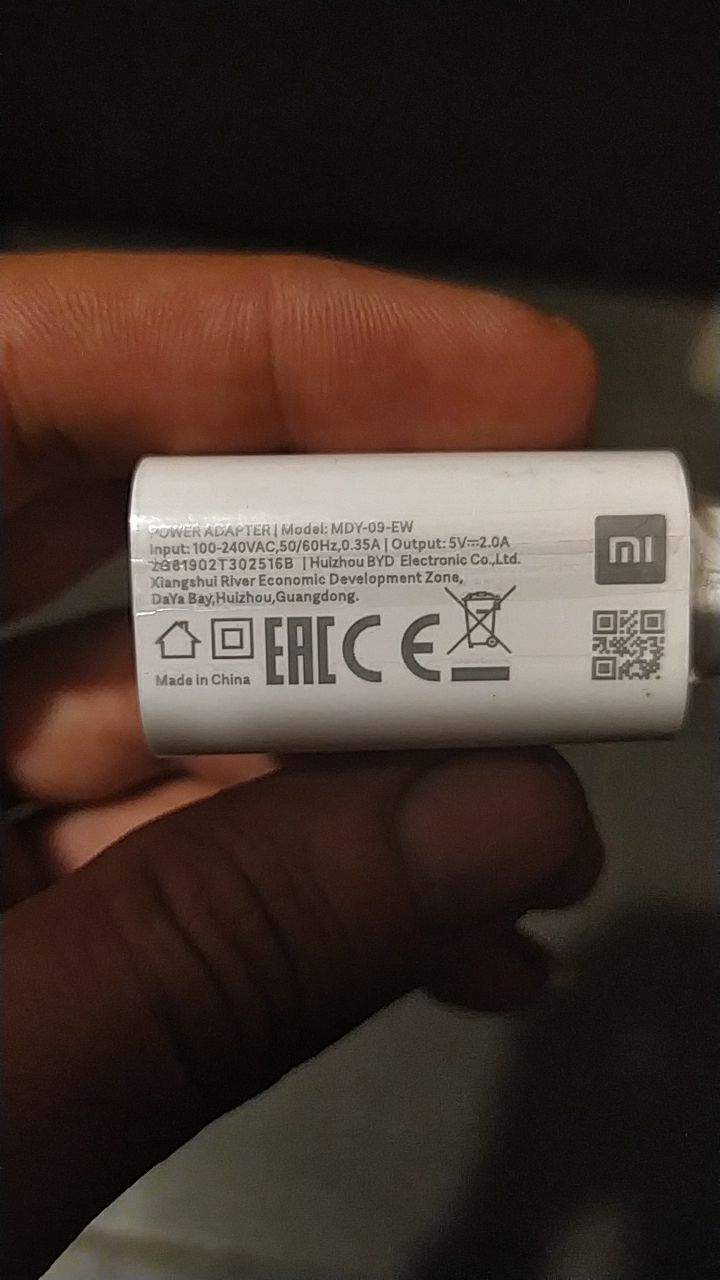 POWER ADAPTER | Model: MDY-09-EW
Input: 100-240VAC,50/60Hz,0.35A | Output: 5V⎓2.0A
| Huizhou BYD Electronic Co.,Ltd.
Xiangshui River Economic Development Zone,
DaYa Bay,Huizhou,Guangdong.
mi
EAC CE
Made in China